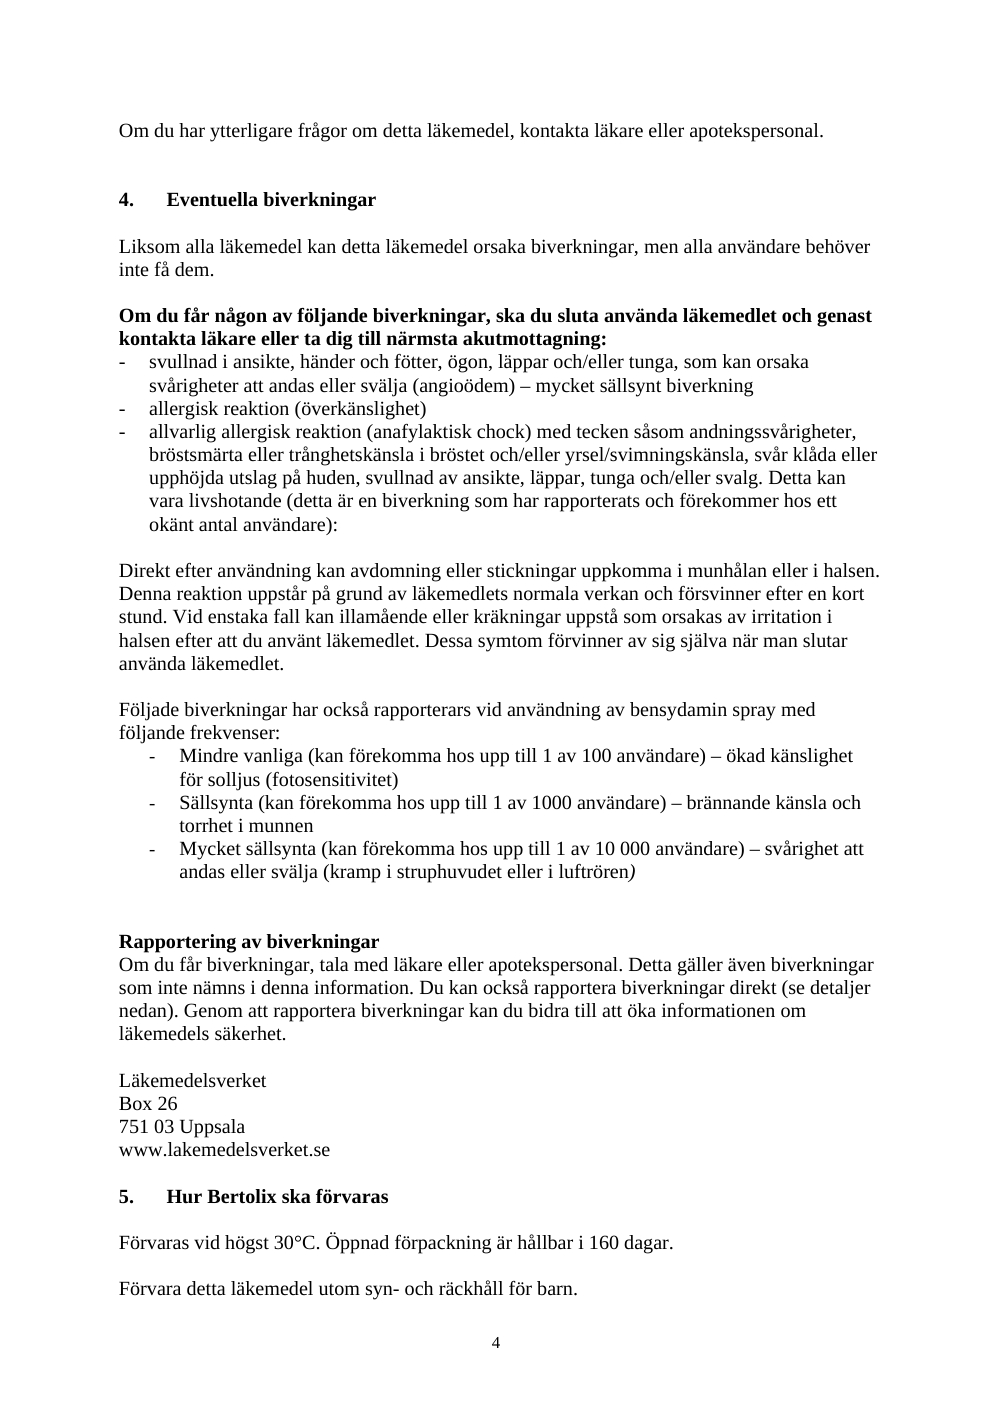 Om du har ytterligare frågor om detta läkemedel, kontakta läkare eller apotekspersonal.
4. Eventuella biverkningar
Liksom alla läkemedel kan detta läkemedel orsaka biverkningar, men alla användare behöver
inte få dem.
Om du får någon av följande biverkningar, ska du sluta använda läkemedlet och genast
kontakta läkare eller ta dig till närmsta akutmottagning:
- svullnad i ansikte, händer och fötter, ögon, läppar och/eller tunga, som kan orsaka
svårigheter att andas eller svälja (angioödem) – mycket sällsynt biverkning
- allergisk reaktion (överkänslighet)
- allvarlig allergisk reaktion (anafylaktisk chock) med tecken såsom andningssvårigheter,
bröstsmärta eller trånghetskänsla i bröstet och/eller yrsel/svimningskänsla, svår klåda eller
upphöjda utslag på huden, svullnad av ansikte, läppar, tunga och/eller svalg. Detta kan
vara livshotande (detta är en biverkning som har rapporterats och förekommer hos ett
okänt antal användare):
Direkt efter användning kan avdomning eller stickningar uppkomma i munhålan eller i halsen.
Denna reaktion uppstår på grund av läkemedlets normala verkan och försvinner efter en kort
stund. Vid enstaka fall kan illamående eller kräkningar uppstå som orsakas av irritation i
halsen efter att du använt läkemedlet. Dessa symtom förvinner av sig själva när man slutar
använda läkemedlet.
Följade biverkningar har också rapporterars vid användning av bensydamin spray med
följande frekvenser:
- Mindre vanliga (kan förekomma hos upp till 1 av 100 användare) – ökad känslighet
för solljus (fotosensitivitet)
- Sällsynta (kan förekomma hos upp till 1 av 1000 användare) – brännande känsla och
torrhet i munnen
- Mycket sällsynta (kan förekomma hos upp till 1 av 10 000 användare) – svårighet att
andas eller svälja (kramp i struphuvudet eller i luftrören)
Rapportering av biverkningar
Om du får biverkningar, tala med läkare eller apotekspersonal. Detta gäller även biverkningar
som inte nämns i denna information. Du kan också rapportera biverkningar direkt (se detaljer
nedan). Genom att rapportera biverkningar kan du bidra till att öka informationen om
läkemedels säkerhet.
Läkemedelsverket
Box 26
751 03 Uppsala
www.lakemedelsverket.se
5. Hur Bertolix ska förvaras
Förvaras vid högst 30°C. Öppnad förpackning är hållbar i 160 dagar.
Förvara detta läkemedel utom syn- och räckhåll för barn.
4